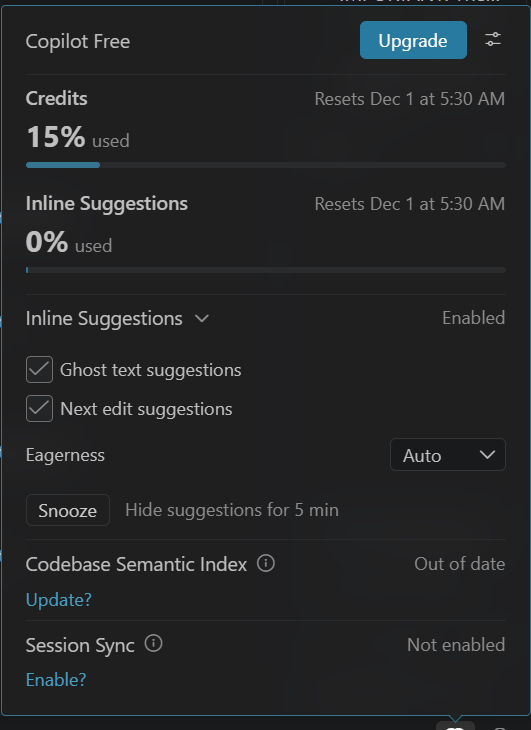 Copilot Free
Upgrade
Credits
Resets Dec 1 at 5:30 AM
15% used
Inline Suggestions
Resets Dec 1 at 5:30 AM
0% used
Inline Suggestions
Enabled
Ghost text suggestions
Next edit suggestions
Eagerness
Auto
Snooze
Hide suggestions for 5 min
Codebase Semantic Index
Out of date
Update?
Session Sync
Not enabled
Enable?